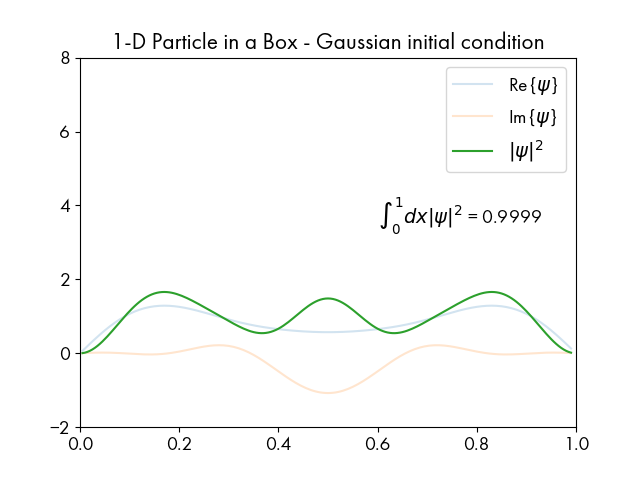 1-D Particle in a Box - Gaussian initial condition
8
6
4
2
0
−2
0.0 0.2 0.4 0.6 0.8 1.0
Re{ψ}
Im{ψ}
|ψ|²
∫₀¹dx|ψ|² = 0.9999